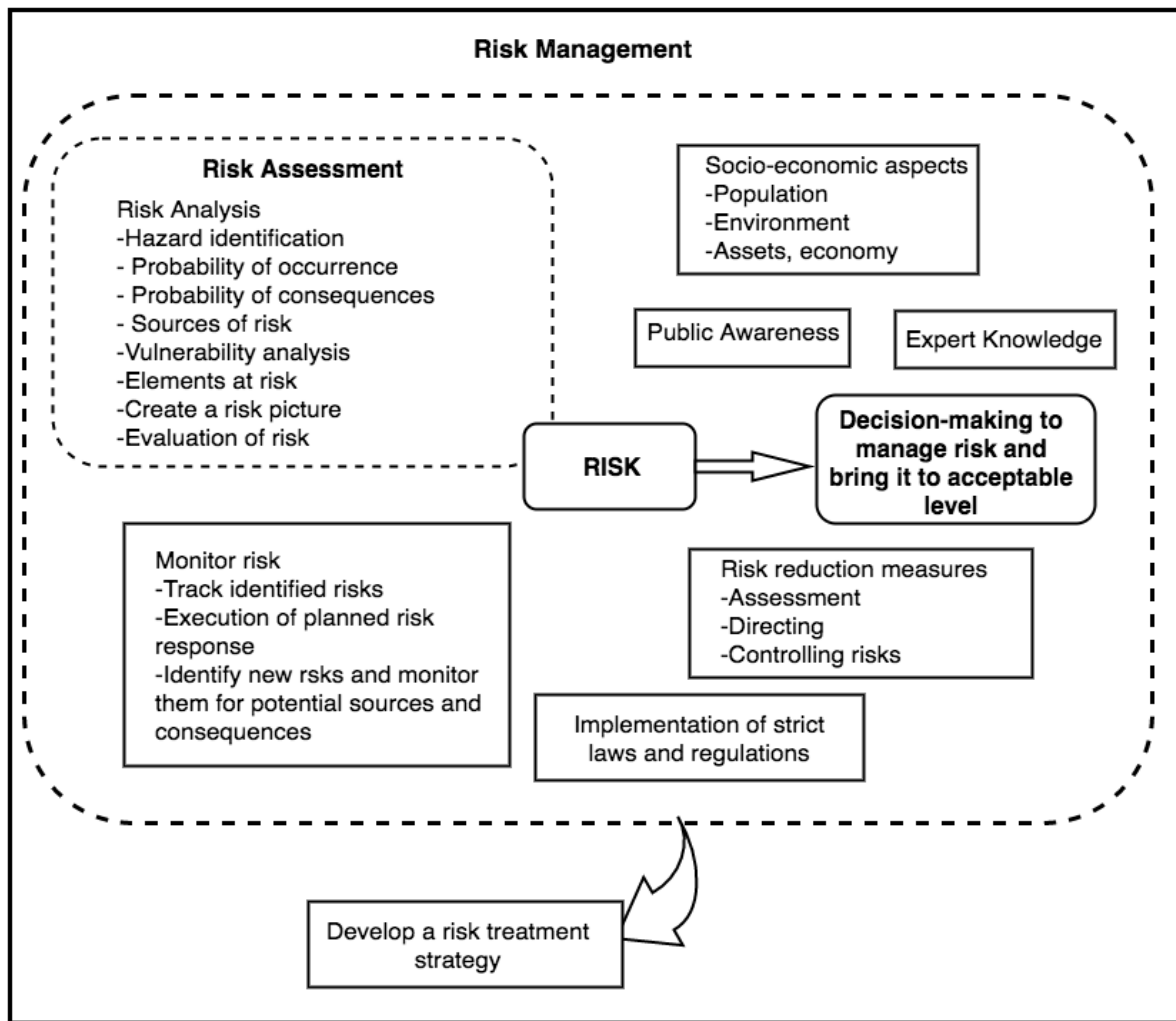 Risk Management
Risk Assessment
Risk Analysis
-Hazard identification
- Probability of occurrence
- Probability of consequences
- Sources of risk
-Vulnerability analysis
-Elements at risk
-Create a risk picture
-Evaluation of risk
Socio-economic aspects
-Population
-Environment
-Assets, economy
Public Awareness
Expert Knowledge
RISK
Decision-making to
manage risk and
bring it to acceptable
level
Monitor risk
-Track identified risks
-Execution of planned risk
response
-Identify new rsks and monitor
them for potential sources and
consequences
Risk reduction measures
-Assessment
-Directing
-Controlling risks
Implementation of strict
laws and regulations
Develop a risk treatment
strategy